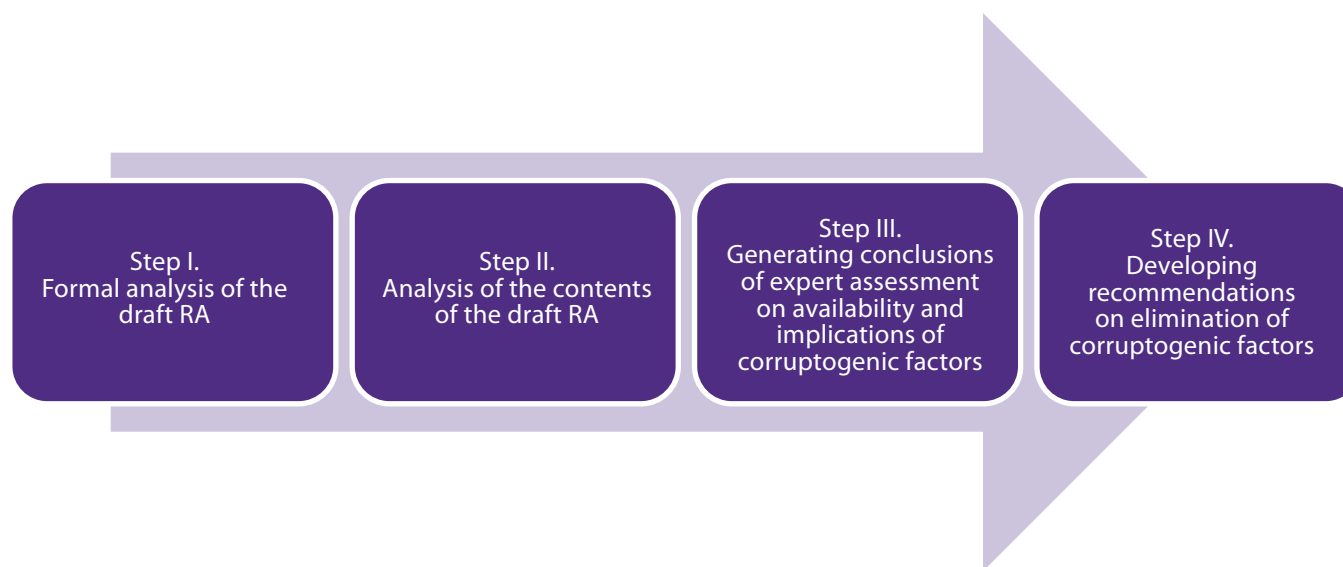 Step I.
Formal analysis of the
draft RA
Step II.
Analysis of the contents
of the draft RA
Step III.
Generating conclusions
of expert assessment
on availability and
implications of
corruptogenic factors
Step IV.
Developing
recommendations
on elimination of
corruptogenic factors